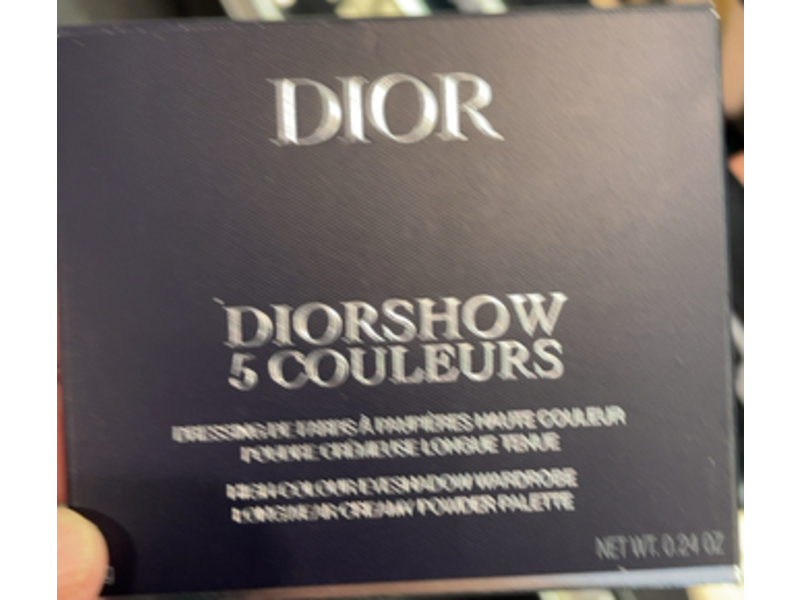 DIOR
DIORSHOW
5 COULEURS
DRESSING DE FARDS À PAUPIÈRES HAUTE COULEUR
POUDRE CRÉMEUSE LONGUE TENUE
HIGH COLOUR EYESHADOW WARDROBE
LONGWEAR CREAMY POWDER PALETTE
NET WT. 0.24 OZ